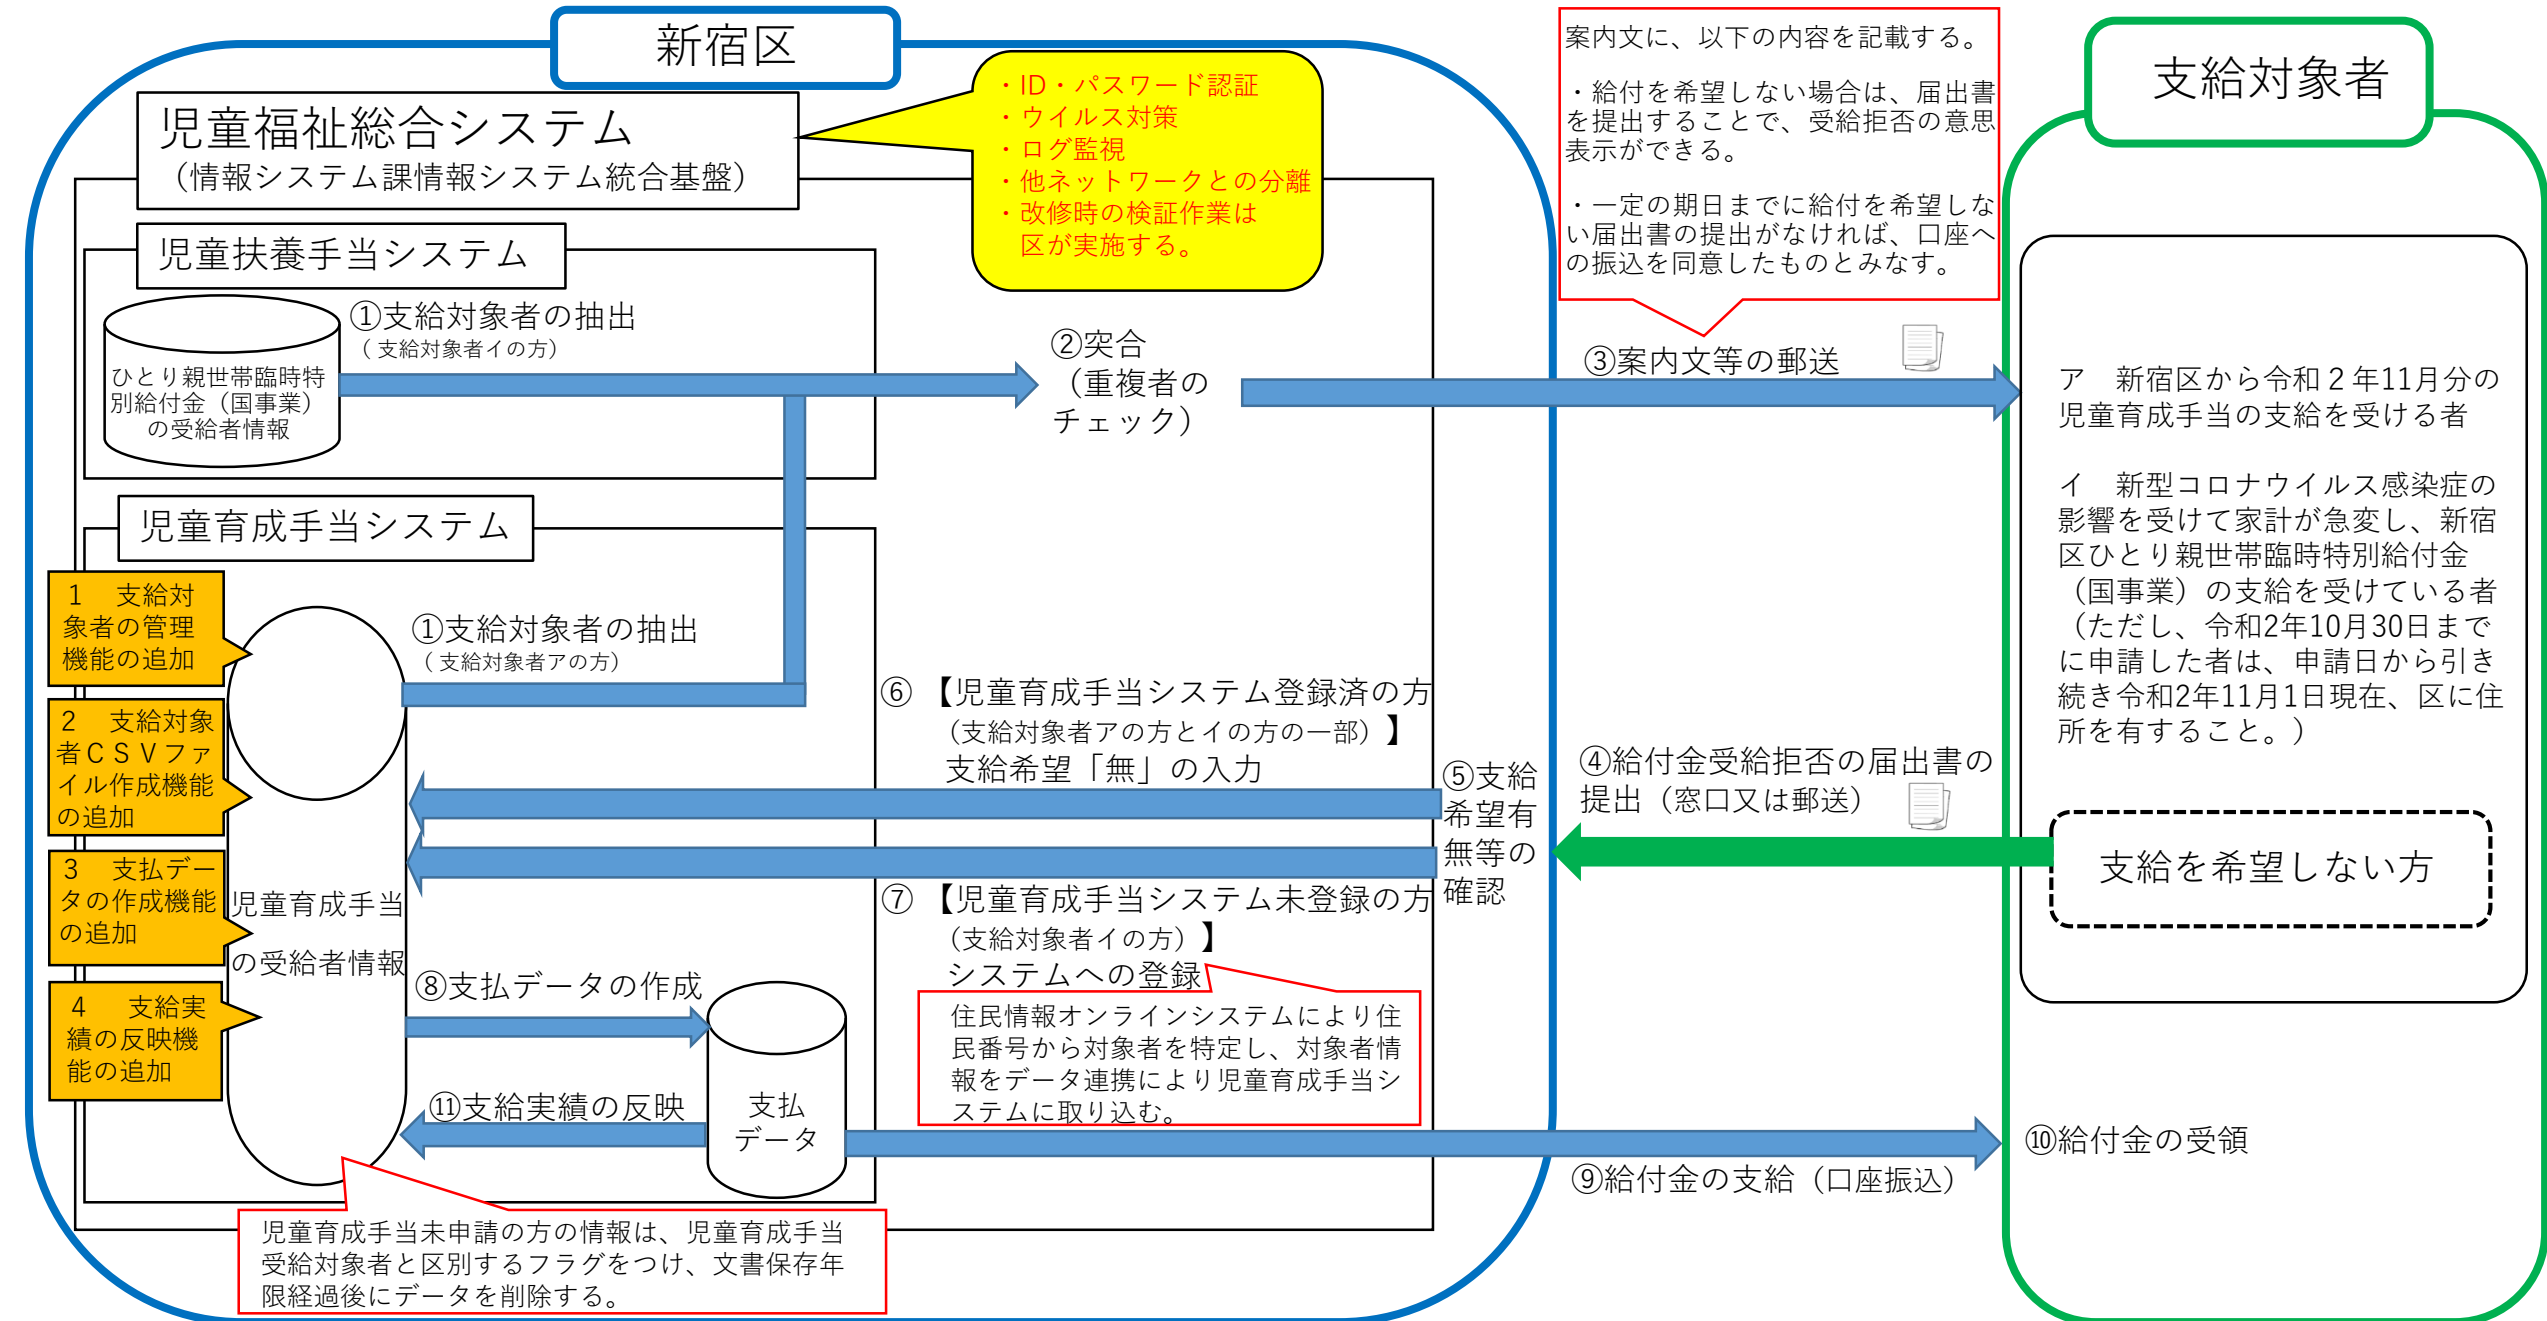 新宿区
児童福祉総合システム
（情報システム課情報システム統合基盤）
・ID・パスワード認証
・ウイルス対策
・ログ監視
・他ネットワークとの分離
・改修時の検証作業は
区が実施する。
児童扶養手当システム
ひとり親世帯臨時特
別給付金（国事業）
の受給者情報
①支給対象者の抽出
（ 支給対象者イの方）
②突合
（重複者の
チェック）
案内文に、以下の内容を記載する。
・給付を希望しない場合は、届出書
を提出することで、受給拒否の意思
表示ができる。
・一定の期日までに給付を希望しな
い届出書の提出がなければ、口座へ
の振込を同意したものとみなす。
③案内文等の郵送
支給対象者
ア　新宿区から令和２年11月分の
児童育成手当の支給を受ける者
イ　新型コロナウイルス感染症の
影響を受けて家計が急変し、新宿
区ひとり親世帯臨時特別給付金
（国事業）の支給を受けている者
（ただし、令和2年10月30日まで
に申請した者は、申請日から引き
続き令和2年11月1日現在、区に住
所を有すること。）
支給を希望しない方
④給付金受給拒否の届出書の
提出（窓口又は郵送）
⑤支給
希望有
無等の
確認
児童育成手当システム
１　支給対
象者の管理
機能の追加
２　支給対象
者ＣＳＶファ
イル作成機能
の追加
３　支払デー
タの作成機能
の追加
４　支給実
績の反映機
能の追加
児童育成手当
の受給者情報
①支給対象者の抽出
（ 支給対象者アの方）
⑥ 【児童育成手当システム登録済の方
（支給対象者アの方とイの方の一部）】
支給希望「無」の入力
⑦ 【児童育成手当システム未登録の方
（支給対象者イの方）】
システムへの登録
住民情報オンラインシステムにより住
民番号から対象者を特定し、対象者情
報をデータ連携により児童育成手当シ
ステムに取り込む。
⑧支払データの作成
支払
データ
⑪支給実績の反映
⑨給付金の支給（口座振込）
⑩給付金の受領
児童育成手当未申請の方の情報は、児童育成手当
受給対象者と区別するフラグをつけ、文書保存年
限経過後にデータを削除する。